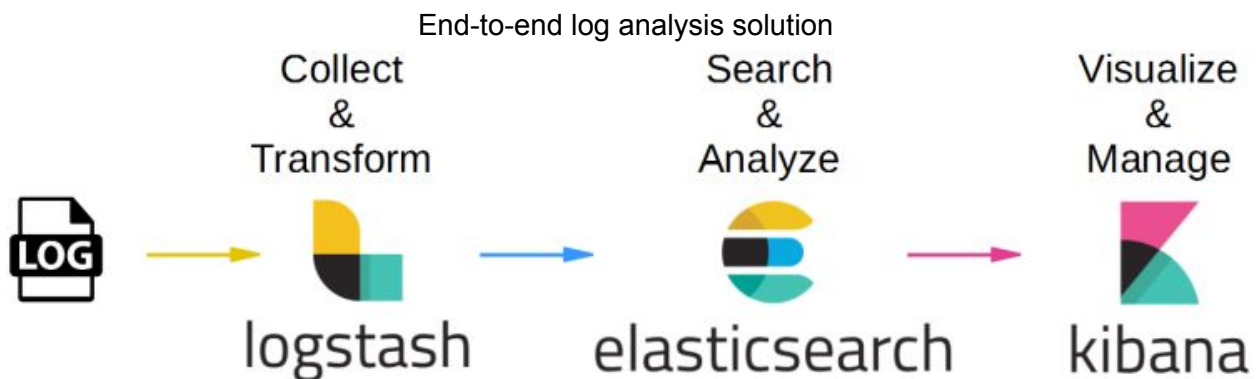 End-to-end log analysis solution
Collect
&
Transform
Search
&
Analyze
Visualize
&
Manage
LOG
logstash
elasticsearch
kibana